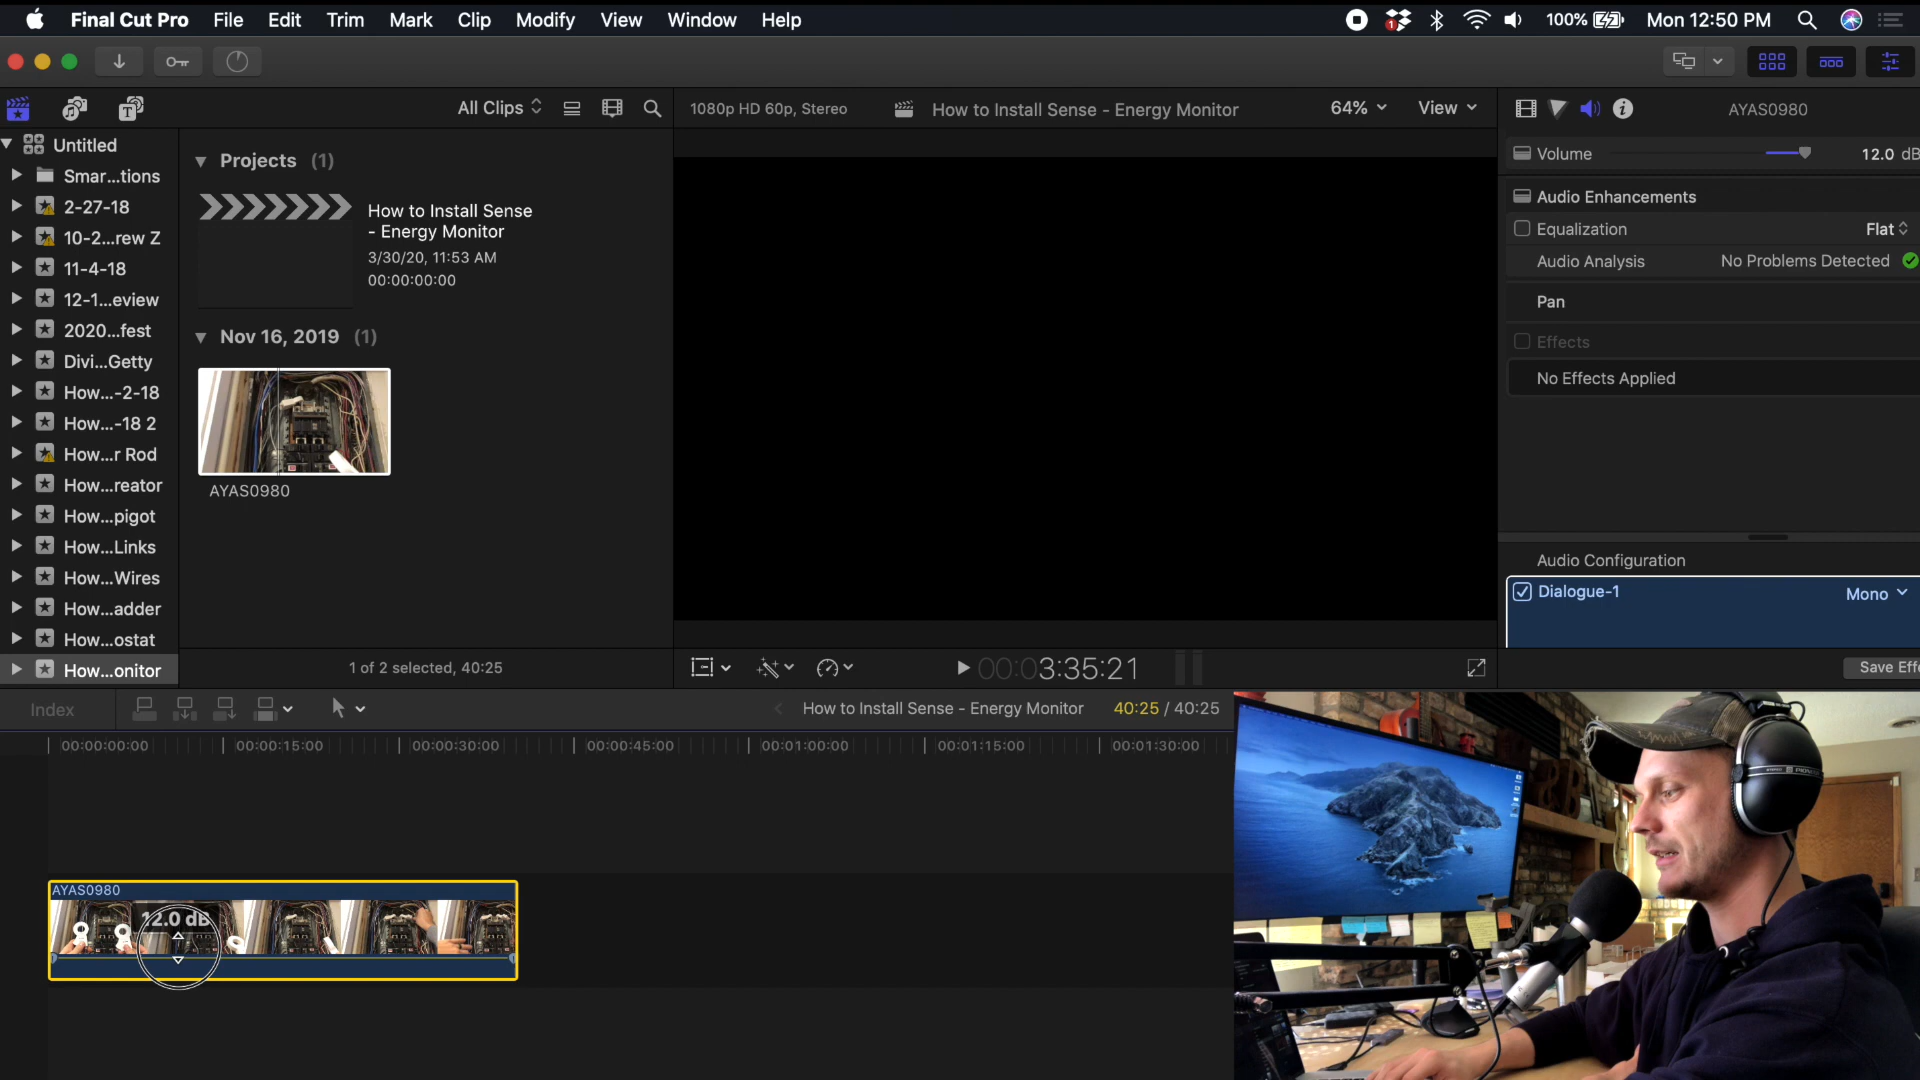 Final Cut Pro File Edit Trim Mark Clip Modify View Window Help
1 100% Mon 12:50 PM
All Clips
1080p HD 60p, Stereo
How to Install Sense - Energy Monitor
64% View
AYAS0980
Untitled
Smar...tions
2-27-18
10-2...rew Z
11-4-18
12-1...eview
2020...fest
Divi...Getty
How...-2-18
How...-18 2
How...r Rod
How...reator
How...pigot
How...Links
How...Wires
How...adder
How...ostat
How...onitor
Projects (1)
How to Install Sense
- Energy Monitor
3/30/20, 11:53 AM
00:00:00:00
Nov 16, 2019 (1)
AYAS0980
1 of 2 selected, 40:25
00:03:35:21
Volume 12.0 dB
Audio Enhancements
Equalization Flat
Audio Analysis No Problems Detected
Pan
Effects
No Effects Applied
Audio Configuration
Dialogue-1 Mono
Save Effe
Index
How to Install Sense - Energy Monitor 40:25 / 40:25
00:00:00:00 00:00:15:00 00:00:30:00 00:00:45:00 00:01:00:00 00:01:15:00 00:01:30:00
AYAS0980
12.0 dB